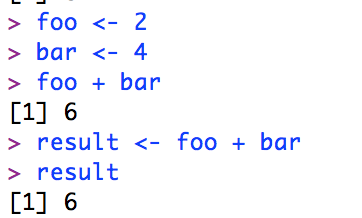 > foo <- 2
> bar <- 4
> foo + bar
[1] 6
> result <- foo + bar
> result
[1] 6